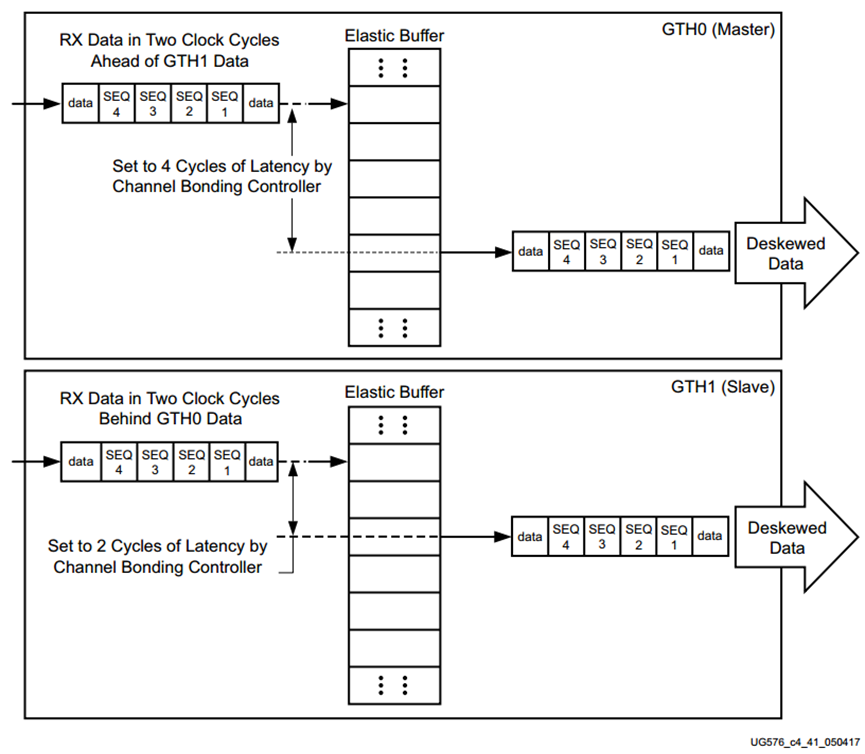 GTH0 (Master)
RX Data in Two Clock Cycles
Ahead of GTH1 Data
Elastic Buffer
data SEQ 4 SEQ 3 SEQ 2 SEQ 1 data
Set to 4 Cycles of Latency by
Channel Bonding Controller
data SEQ 4 SEQ 3 SEQ 2 SEQ 1 data
Deskewed
Data
GTH1 (Slave)
RX Data in Two Clock Cycles
Behind GTH0 Data
Elastic Buffer
data SEQ 4 SEQ 3 SEQ 2 SEQ 1 data
Set to 2 Cycles of Latency by
Channel Bonding Controller
data SEQ 4 SEQ 3 SEQ 2 SEQ 1 data
Deskewed
Data
UG576_c4_41_050417